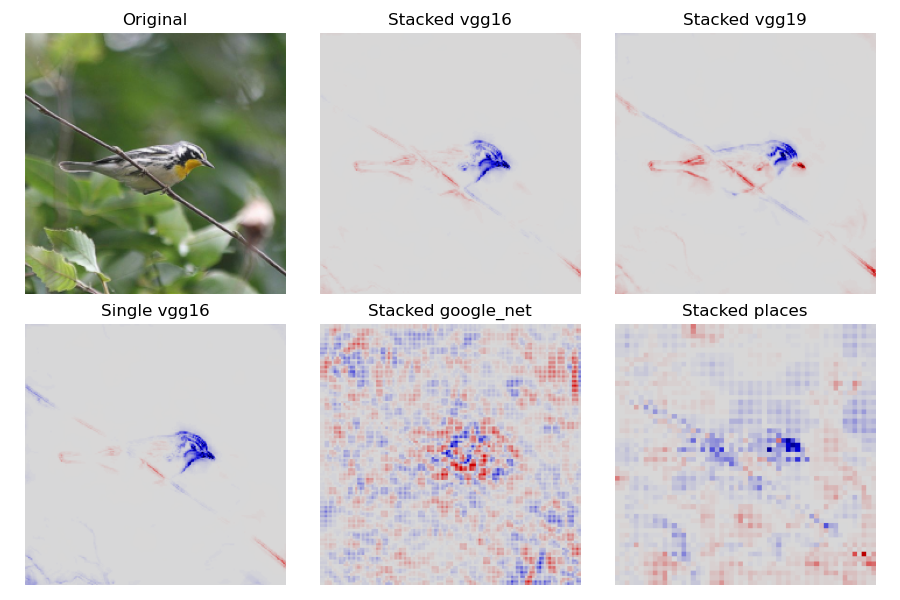 Original
Stacked vgg16
Stacked vgg19
Single vgg16
Stacked google_net
Stacked places